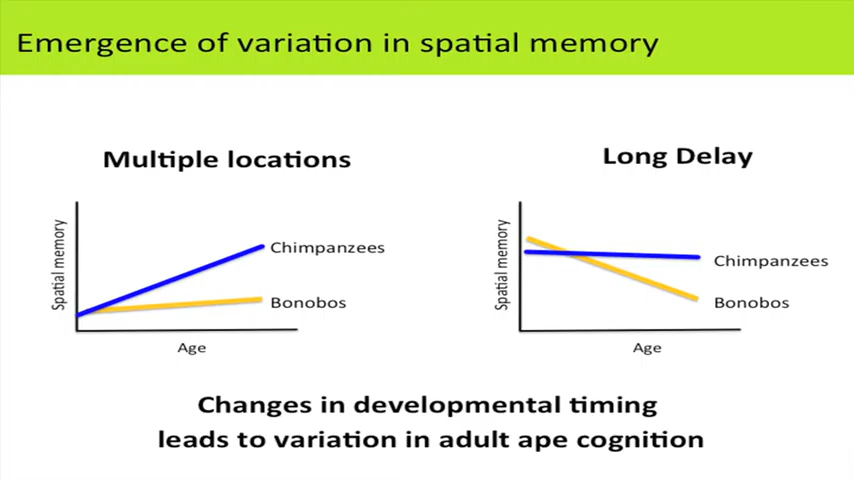 Emergence of variation in spatial memory
Multiple locations
Spatial memory
Chimpanzees
Bonobos
Age
Long Delay
Spatial memory
Chimpanzees
Bonobos
Age
Changes in developmental timing
leads to variation in adult ape cognition